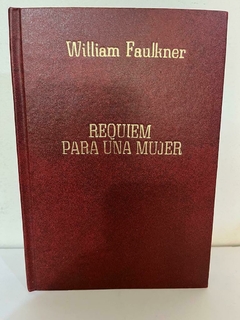 William Faulkner
REQUIEM
PARA UNA MUJER